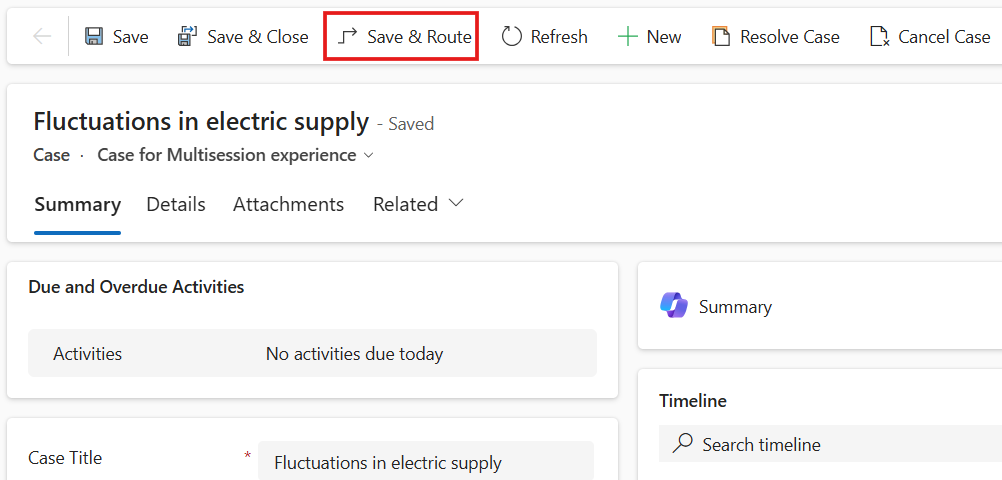 Save Save & Close Save & Route Refresh New Resolve Case Cancel Case
Fluctuations in electric supply - Saved
Case · Case for Multisession experience
Summary Details Attachments Related
Due and Overdue Activities
Activities No activities due today
Summary
Timeline
Search timeline
Case Title * Fluctuations in electric supply